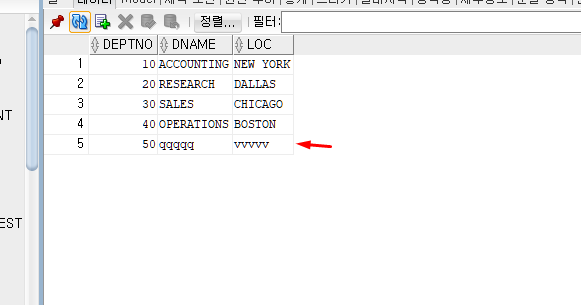 정렬... 필터:
DEPTNO DNAME LOC
1 10 ACCOUNTING NEW YORK
2 20 RESEARCH DALLAS
3 30 SALES CHICAGO
4 40 OPERATIONS BOSTON
5 50 qqqqq vvvvv
NT
EST